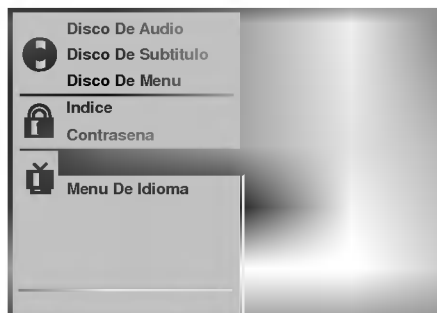 Disco De Audio
Disco De Subtitulo
Disco De Menu
Indice
Contrasena
Menu De Idioma